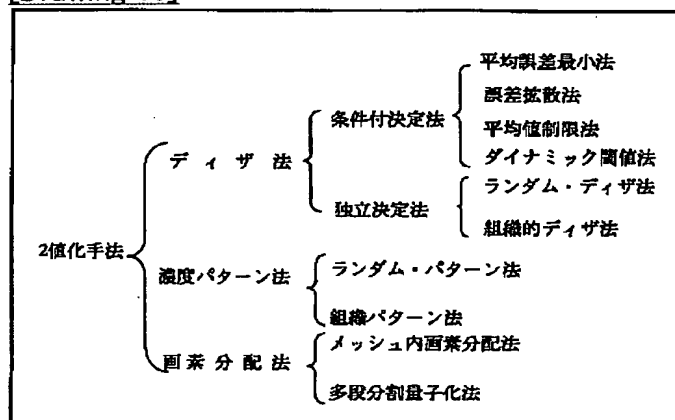 平均誤差最小法
誤差拡散法
条件付決定法
平均値制限法
ダイナミック閾値法
ディザ法
ランダム・ディザ法
独立決定法
組織的ディザ法
2値化手法
濃度パターン法
ランダム・パターン法
組織パターン法
画素分配法
メッシュ内画素分配法
多段分割量子化法